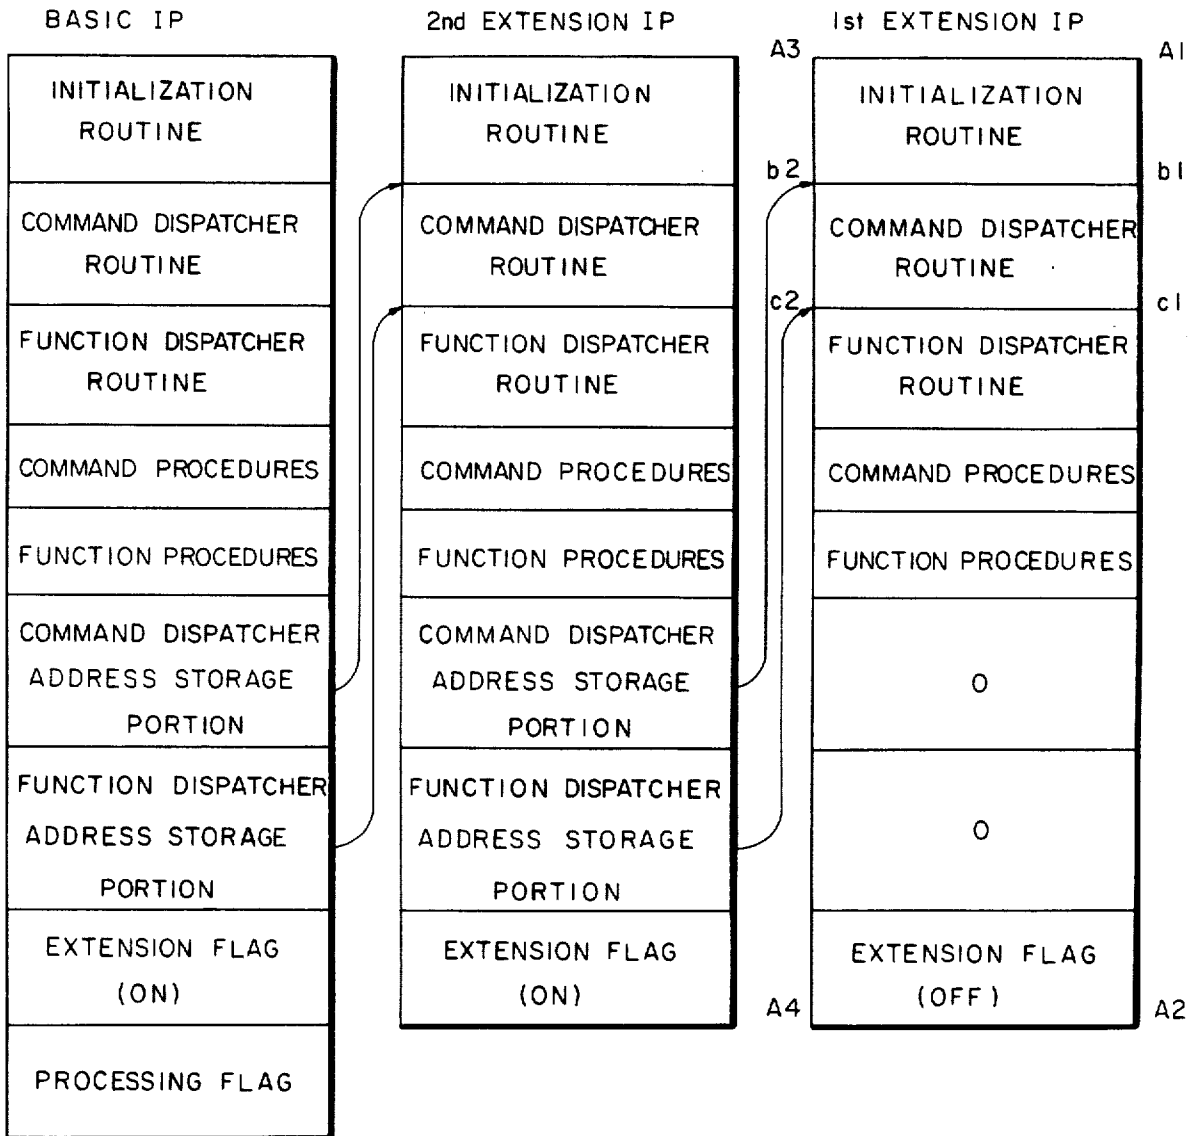 BASIC IP
INITIALIZATION
ROUTINE
COMMAND DISPATCHER
ROUTINE
FUNCTION DISPATCHER
ROUTINE
COMMAND PROCEDURES
FUNCTION PROCEDURES
COMMAND DISPATCHER
ADDRESS STORAGE
PORTION
FUNCTION DISPATCHER
ADDRESS STORAGE
PORTION
EXTENSION FLAG
(ON)
PROCESSING FLAG
2nd EXTENSION IP
A3
INITIALIZATION
ROUTINE
b2
COMMAND DISPATCHER
ROUTINE
c2
FUNCTION DISPATCHER
ROUTINE
COMMAND PROCEDURES
FUNCTION PROCEDURES
COMMAND DISPATCHER
ADDRESS STORAGE
PORTION
FUNCTION DISPATCHER
ADDRESS STORAGE
PORTION
EXTENSION FLAG
(ON)
A4
1st EXTENSION IP
A1
INITIALIZATION
ROUTINE
b1
COMMAND DISPATCHER
ROUTINE
c1
FUNCTION DISPATCHER
ROUTINE
COMMAND PROCEDURES
FUNCTION PROCEDURES
0
0
EXTENSION FLAG
(OFF)
A2